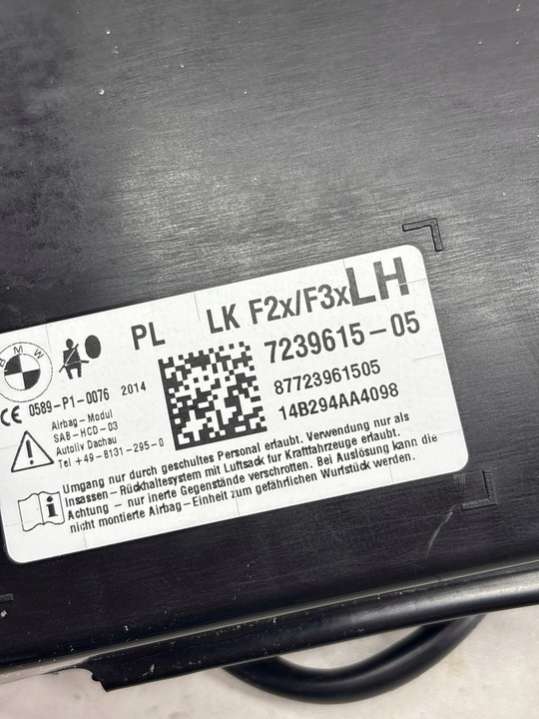 BMW
PL LK F2x/F3x LH
7239615-05
87723961505
14B294AA4098
CE 0589-P1-0076 2014
Airbag-Modul
SAB-HCD-03
Autoliv Dachau
Tel +49-8131-295-0
Umgang nur durch geschultes Personal erlaubt. Verwendung nur als
Insassen-Rückhaltesystem mit Luftsack für Kraftfahrzeuge erlaubt.
Achtung - nur inerte Gegenstände verschrotten. Bei Auslösung kann die
nicht montierte Airbag-Einheit zum gefährlichen Wurfstück werden.